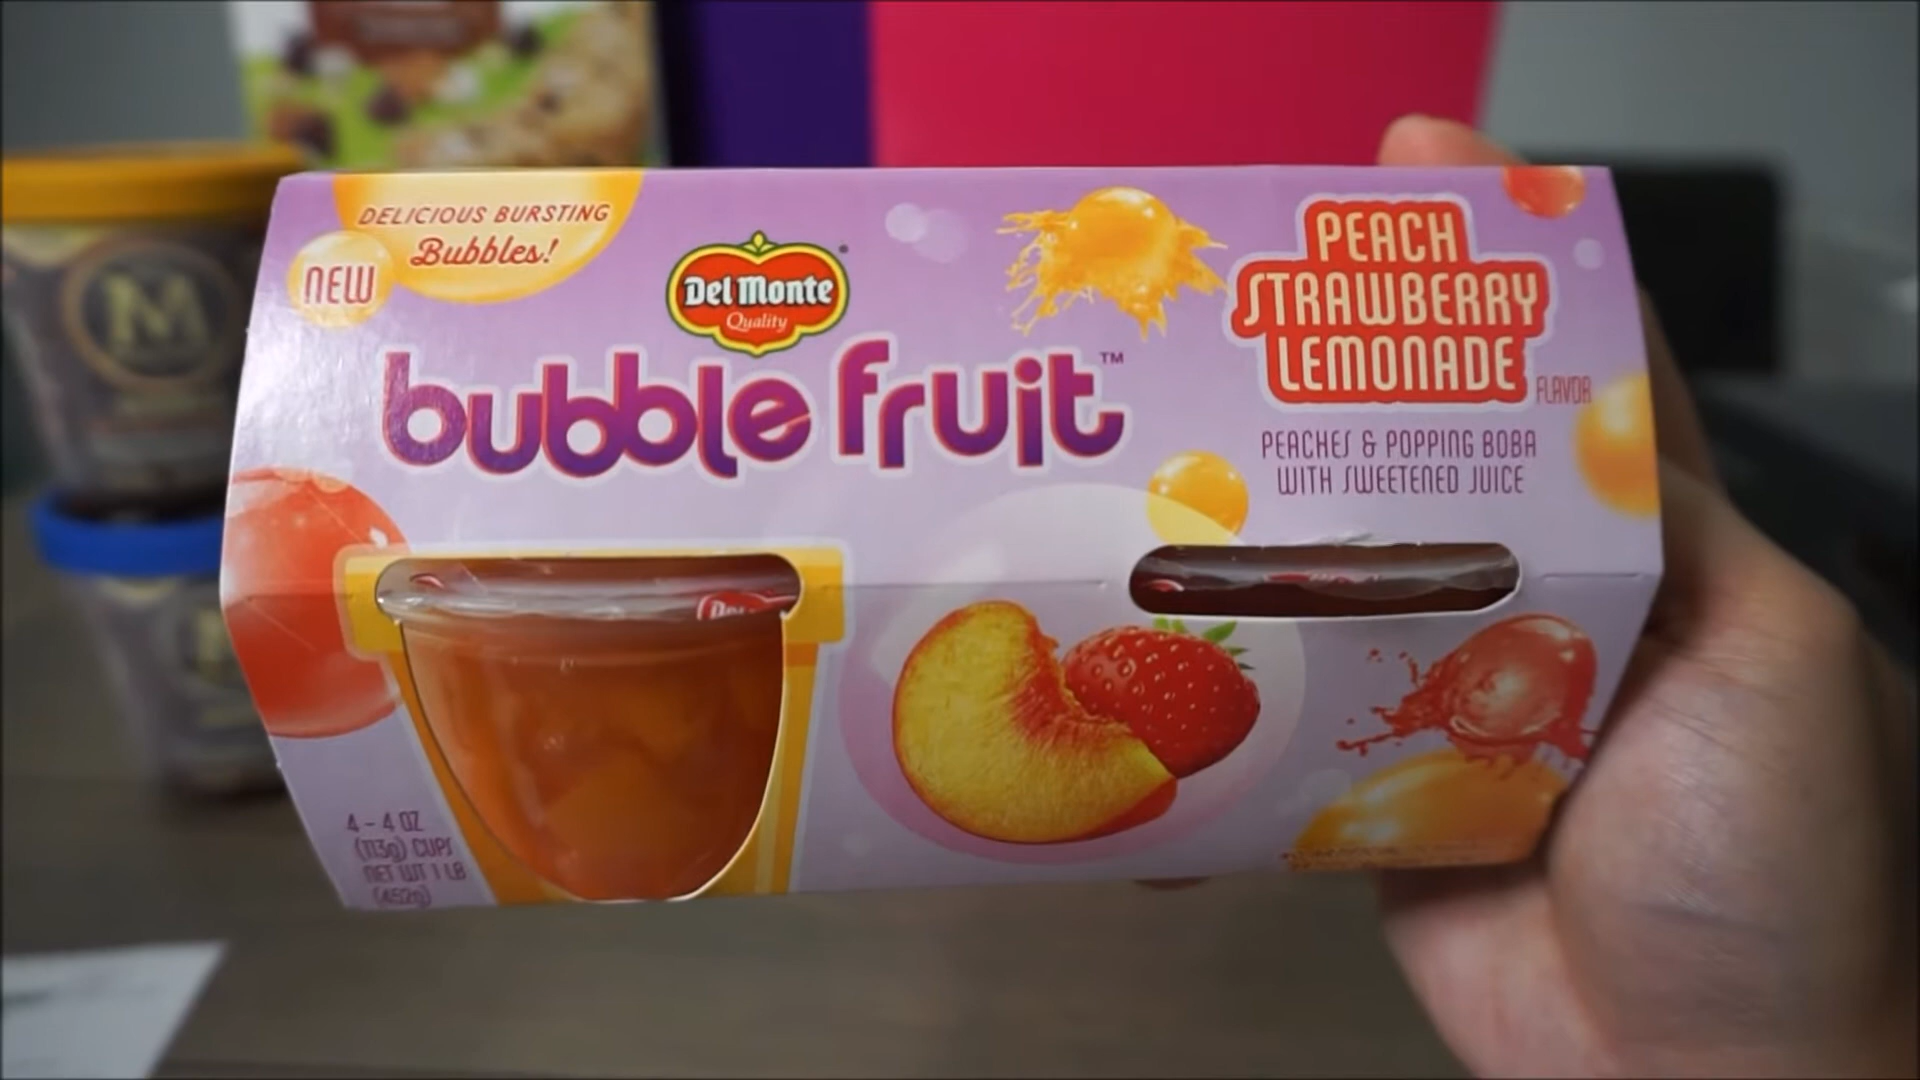 DELICIOUS BURSTING
Bubbles!
NEW
Del Monte
®
Quality
bubble fruit™
PEACH
STRAWBERRY
LEMONADE
FLAVOR
PEACHES & POPPING BOBA
WITH SWEETENED JUICE
4 - 4 OZ
(113g) CUPS
NET WT 1 LB
(452g)
M